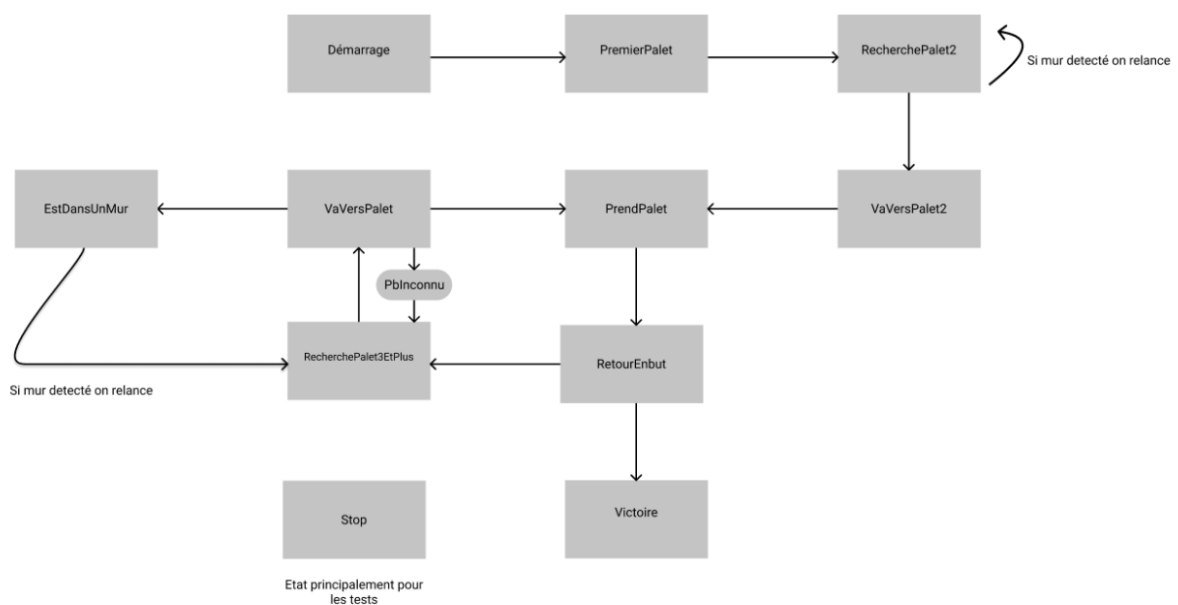 Démarrage
PremierPalet
RecherchePalet2
Si mur detecté on relance
EstDansUnMur
VaVersPalet
PrendPalet
VaVersPalet2
PbInconnu
RecherchePalet3EtPlus
RetourEnbut
Si mur detecté on relance
Stop
Victoire
Etat principalement pour
les tests